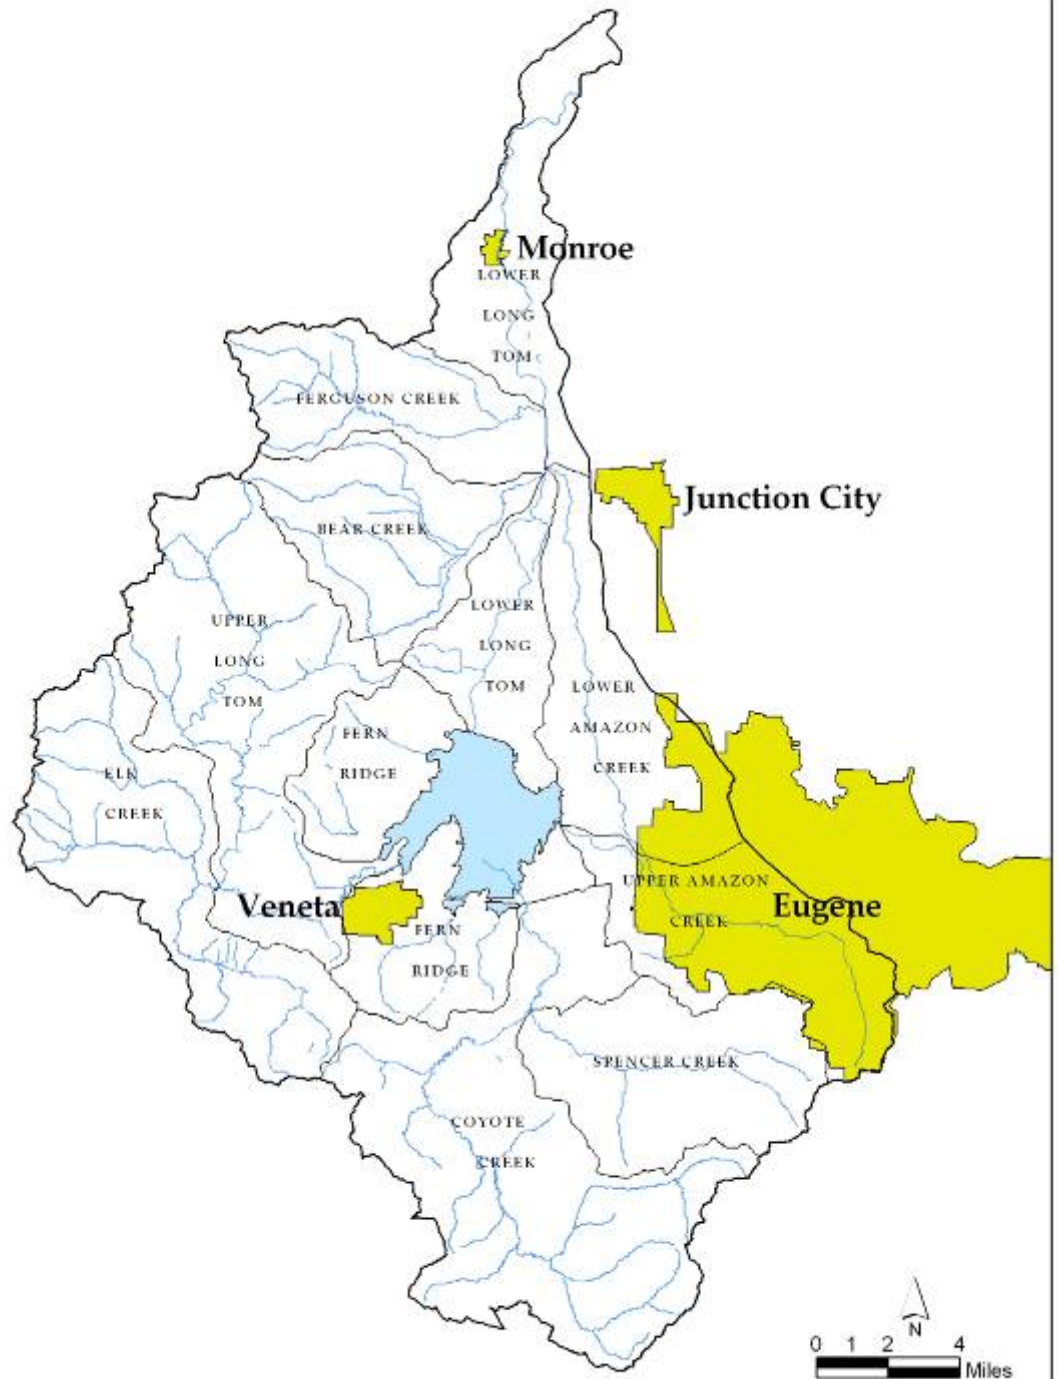 Monroe
LOWER
LONG
TOM
FERGUSON CREEK
Junction City
BEAR CREEK
LOWER
LONG
TOM
UPPER
LONG
TOM
LOWER
AMAZON
CREEK
FERN
RIDGE
ELK
CREEK
UPPER AMAZON
CREEK
Eugene
Veneta
FERN
RIDGE
SPENCER CREEK
COYOTE
CREEK
N
0 1 2 4
Miles